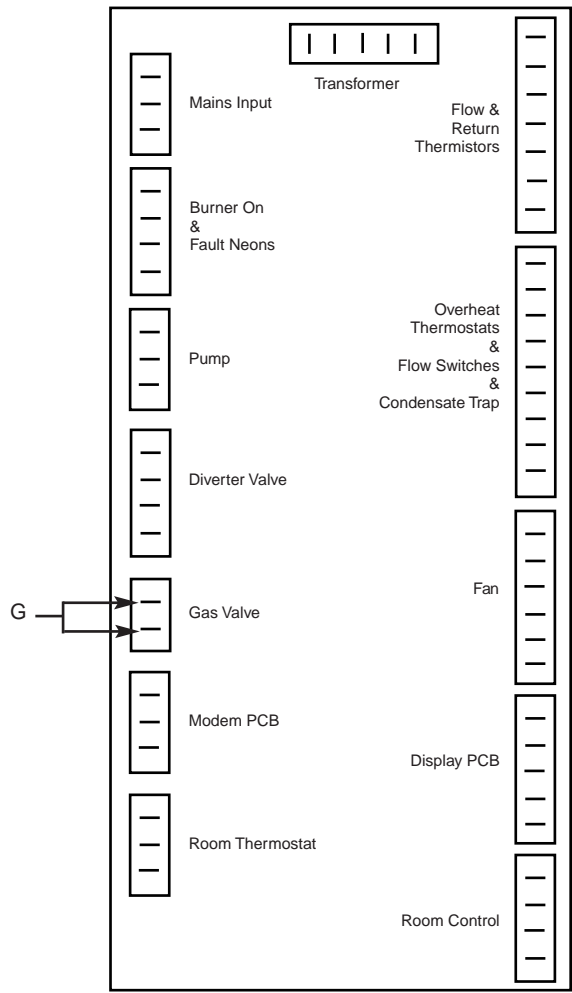 Transformer
Mains Input
Flow &
Return
Thermistors
Burner On
&
Fault Neons
Overheat
Thermostats
&
Flow Switches
&
Condensate Trap
Pump
Diverter Valve
G
Gas Valve
Fan
Modem PCB
Display PCB
Room Thermostat
Room Control